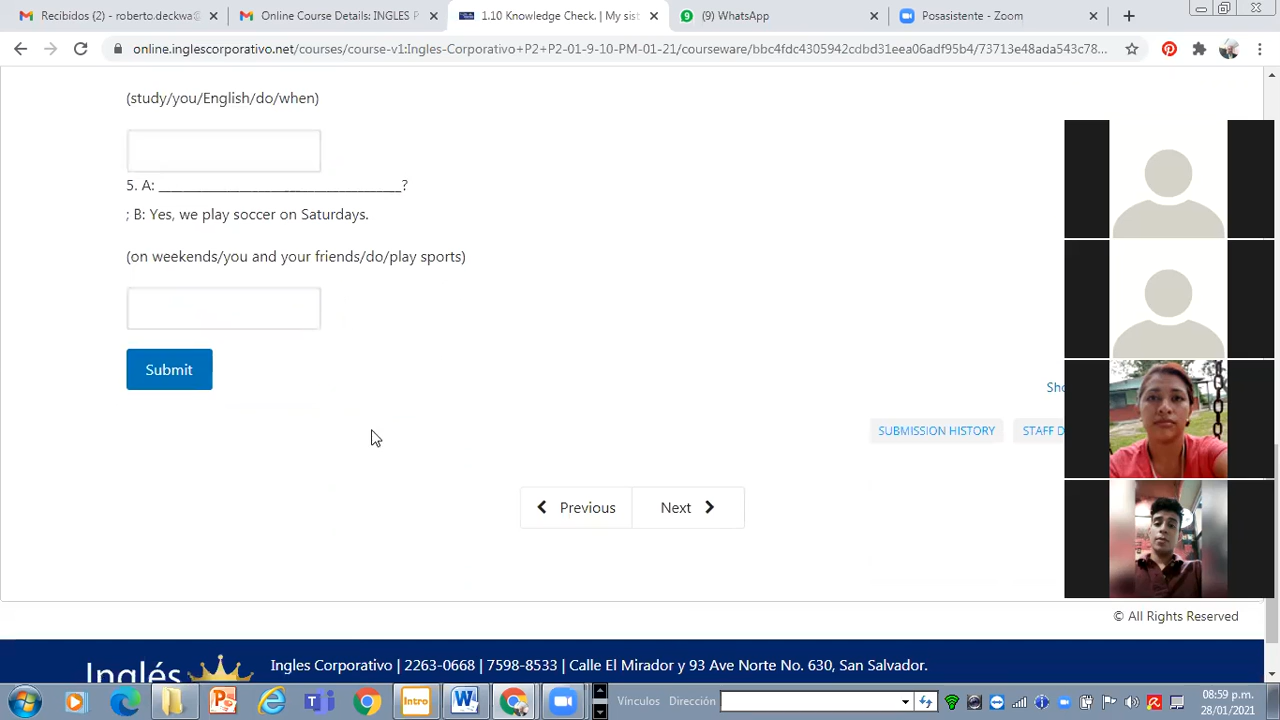 Recibidos (2) - roberto.deckwa
Online Course Details: INGLES P
1.10 Knowledge Check. | My sist
(9) WhatsApp
Posasistente - Zoom
online.inglescorporativo.net/courses/course-v1:Ingles-Corporativo+P2+P2-01-9-10-PM-01-21/courseware/bbc4fdc4305942cdbd31eea06adf95b4/73713e48ada543c78...
(study/you/English/do/when)
5. A: ________________________________?
; B: Yes, we play soccer on Saturdays.
(on weekends/you and your friends/do/play sports)
Submit
Sho
SUBMISSION HISTORY
STAFF D
Previous
Next
© All Rights Reserved
Inglés
Ingles Corporativo | 2263-0668 | 7598-8533 | Calle El Mirador y 93 Ave Norte No. 630, San Salvador.
Intro
Vínculos
Dirección
08:59 p.m.
28/01/2021